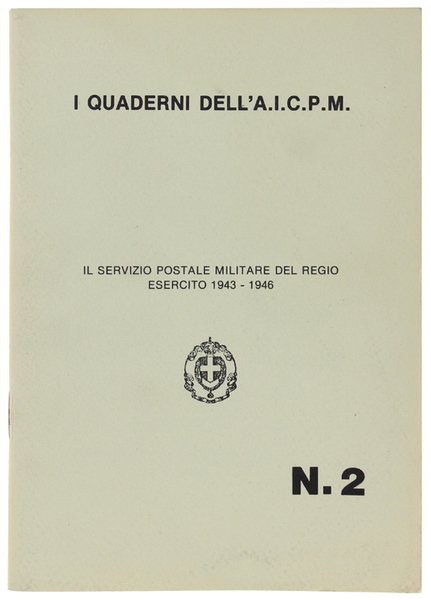 I QUADERNI DELL'A.I.C.P.M.
IL SERVIZIO POSTALE MILITARE DEL REGIO
ESERCITO 1943 - 1946
N. 2